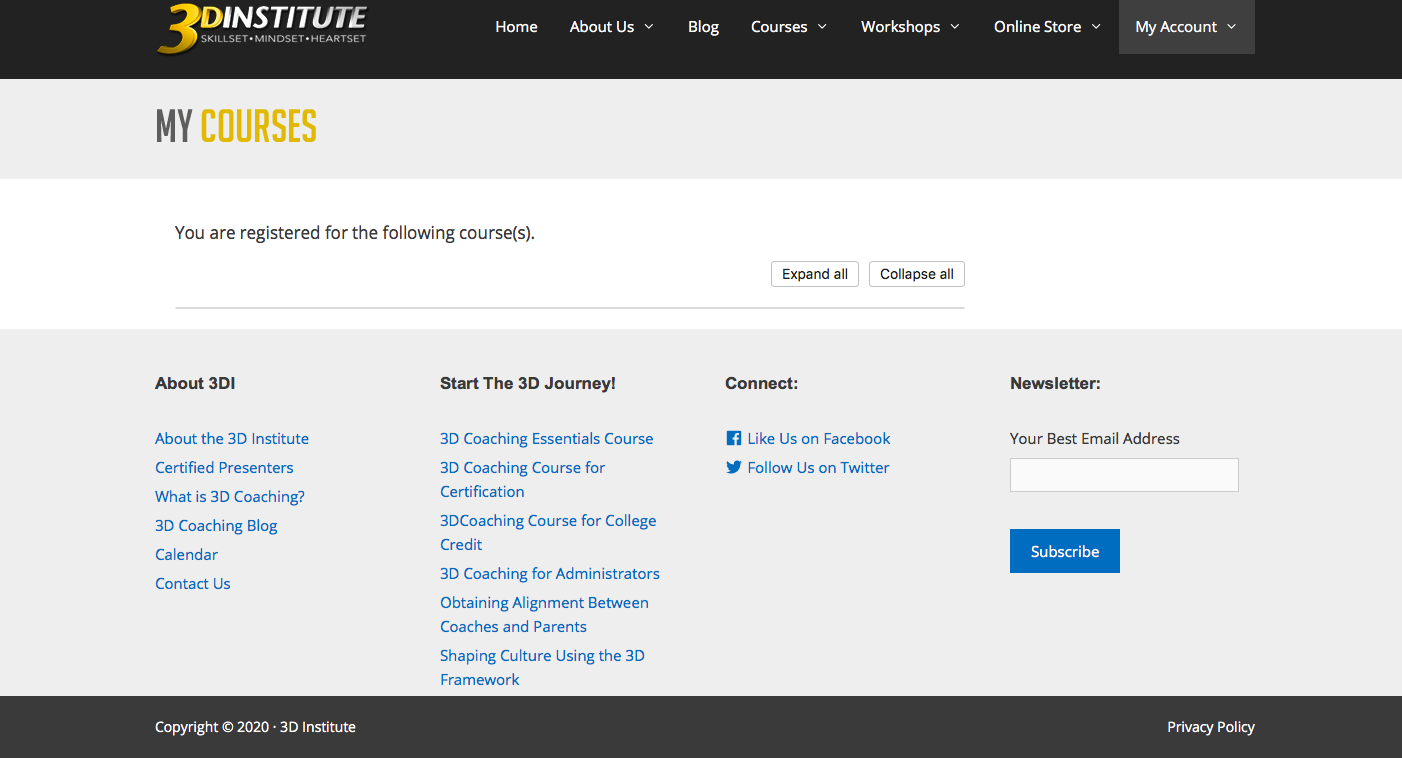 3DINSTITUTE
SKILLSET•MINDSET•HEARTSET
Home
About Us
Blog
Courses
Workshops
Online Store
My Account
MY COURSES
You are registered for the following course(s).
Expand all
Collapse all
About 3DI
About the 3D Institute
Certified Presenters
What is 3D Coaching?
3D Coaching Blog
Calendar
Contact Us
Start The 3D Journey!
3D Coaching Essentials Course
3D Coaching Course for
Certification
3DCoaching Course for College
Credit
3D Coaching for Administrators
Obtaining Alignment Between
Coaches and Parents
Shaping Culture Using the 3D
Framework
Connect:
Like Us on Facebook
Follow Us on Twitter
Newsletter:
Your Best Email Address
Subscribe
Copyright © 2020 · 3D Institute
Privacy Policy